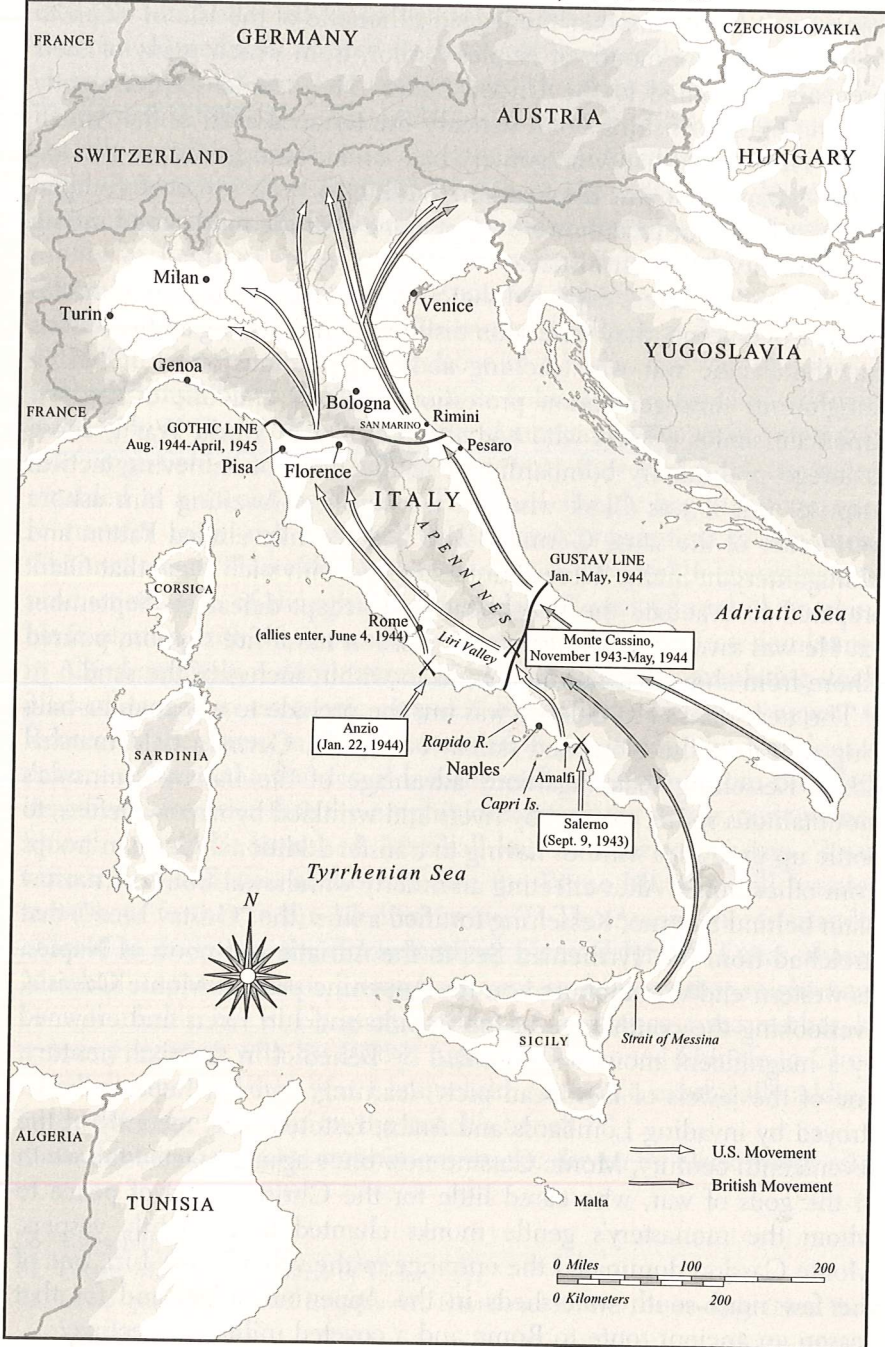 FRANCE
GERMANY
CZECHOSLOVAKIA
AUSTRIA
SWITZERLAND
HUNGARY
Milan
Venice
Turin
YUGOSLAVIA
Genoa
Bologna
FRANCE
Rimini
SAN MARINO
GOTHIC LINE
Aug. 1944-April, 1945
Pesaro
Pisa
Florence
ITALY
APENNINES
GUSTAV LINE
Jan. -May, 1944
CORSICA
Adriatic Sea
Rome
(allies enter, June 4, 1944)
Liri Valley
Monte Cassino,
November 1943-May, 1944
Anzio
(Jan. 22, 1944)
Rapido R.
SARDINIA
Naples
Amalfi
Capri Is.
Salerno
(Sept. 9, 1943)
Tyrrhenian Sea
N
SICILY
Strait of Messina
ALGERIA
TUNISIA
U.S. Movement
British Movement
Malta
0 Miles 100 200
0 Kilometers 200